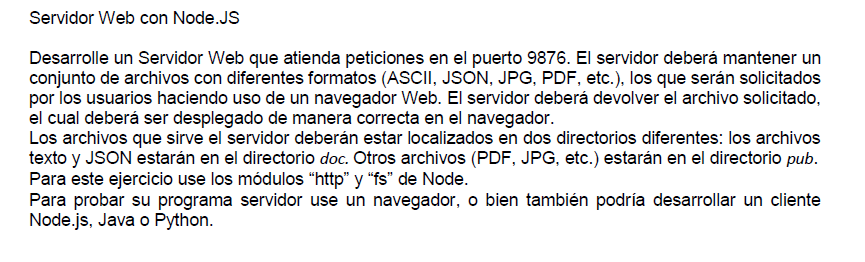 Servidor Web con Node.JS
Desarrolle un Servidor Web que atienda peticiones en el puerto 9876. El servidor deberá mantener un
conjunto de archivos con diferentes formatos (ASCII, JSON, JPG, PDF, etc.), los que serán solicitados
por los usuarios haciendo uso de un navegador Web. El servidor deberá devolver el archivo solicitado,
el cual deberá ser desplegado de manera correcta en el navegador.
Los archivos que sirve el servidor deberán estar localizados en dos directorios diferentes: los archivos
texto y JSON estarán en el directorio doc. Otros archivos (PDF, JPG, etc.) estarán en el directorio pub.
Para este ejercicio use los módulos “http” y “fs” de Node.
Para probar su programa servidor use un navegador, o bien también podría desarrollar un cliente
Node.js, Java o Python.